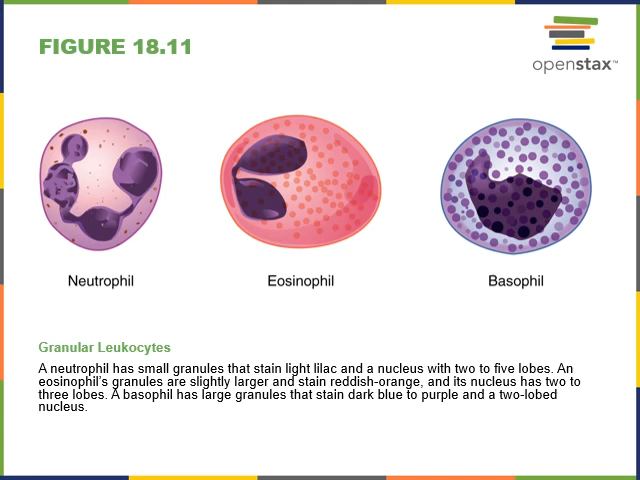 FIGURE 18.11
openstax™
Neutrophil
Eosinophil
Basophil
Granular Leukocytes
A neutrophil has small granules that stain light lilac and a nucleus with two to five lobes. An
eosinophil's granules are slightly larger and stain reddish-orange, and its nucleus has two to
three lobes. A basophil has large granules that stain dark blue to purple and a two-lobed
nucleus.